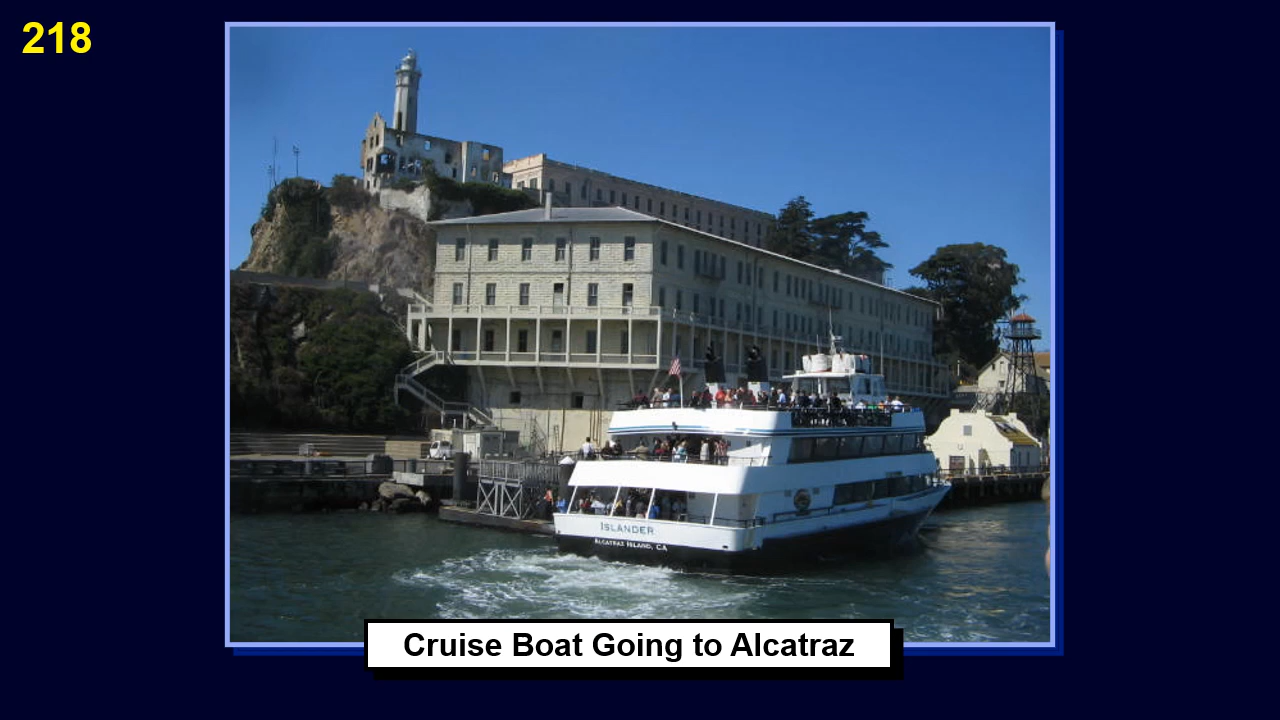 218
ISLANDER
ALCATRAZ ISLAND, CA
Cruise Boat Going to Alcatraz